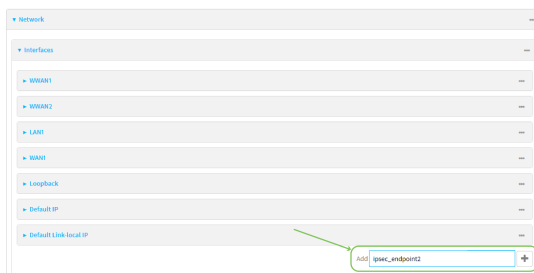 Network
Interfaces
WWAN1
WWAN2
LAN1
WAN1
Loopback
Default IP
Default Link-local IP
Add ipsec_endpoint2